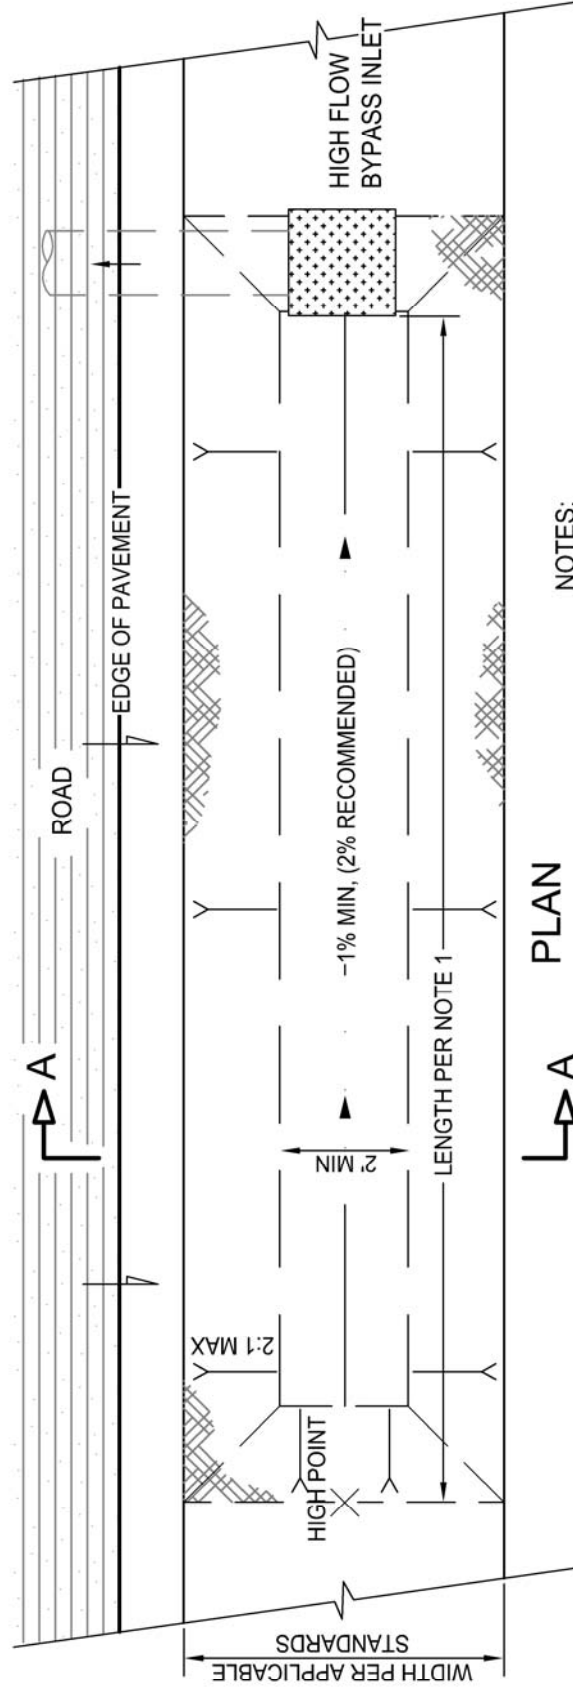 ROAD
EDGE OF PAVEMENT
A
HIGH FLOW
BYPASS INLET
2:1 MAX
HIGH POINT
2' MIN
1% MIN, (2% RECOMMENDED)
LENGTH PER NOTE 1
WIDTH PER APPLICABLE
STANDARDS
A
PLAN
NOTES: